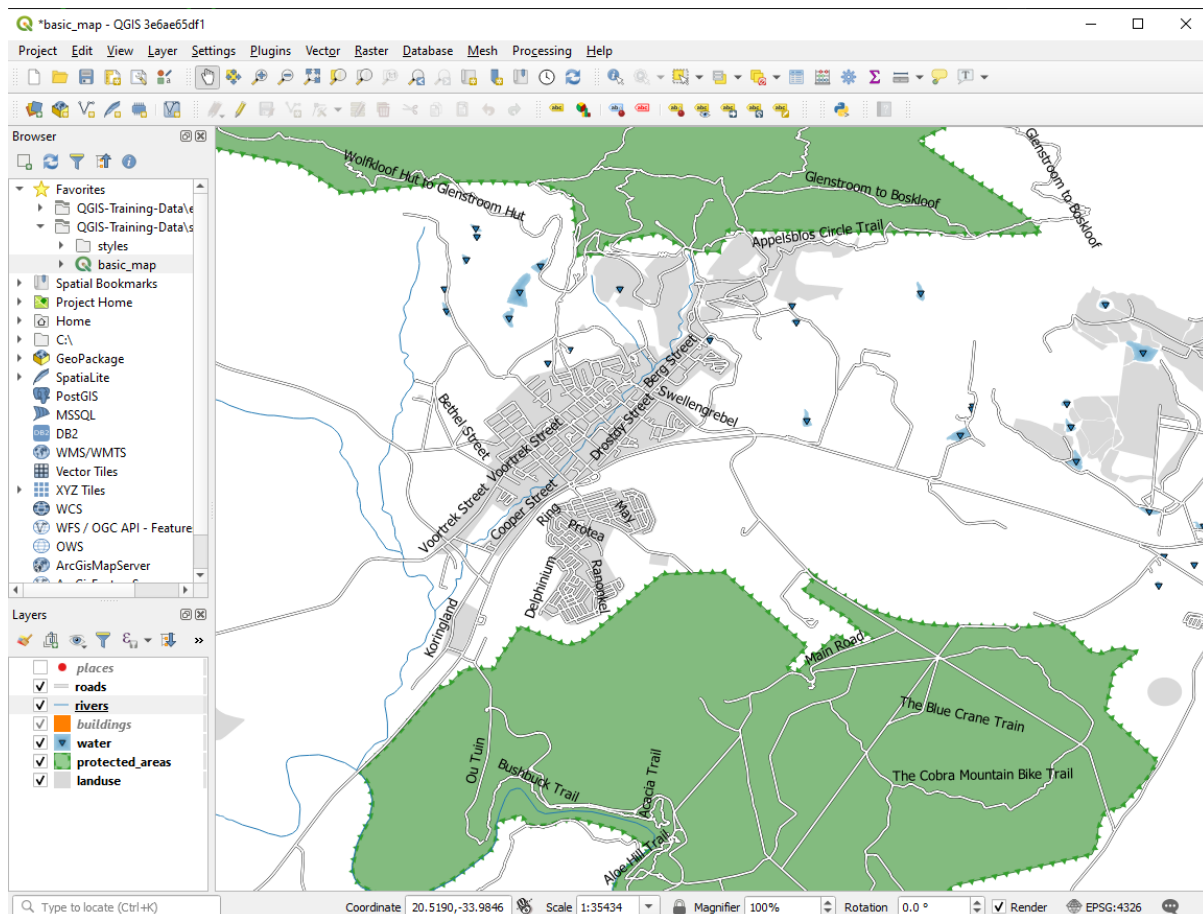 *basic_map - QGIS 3e6ae65df1
Project Edit View Layer Settings Plugins Vector Raster Database Mesh Processing Help
Browser
Favorites
QGIS-Training-Data\e
QGIS-Training-Data\s
styles
basic_map
Spatial Bookmarks
Project Home
Home
C:\
GeoPackage
SpatiaLite
PostGIS
MSSQL
DB2
WMS/WMTS
Vector Tiles
XYZ Tiles
WCS
WFS / OGC API - Feature
OWS
ArcGisMapServer
Layers
places
roads
rivers
buildings
water
protected_areas
landuse
Wolfkloof Hut to Glenstroom Hut
Glenstroom to Boskloof
Glenstroom to Boskloof
Appelsblos Circle Trail
Berg Street
Swellengrebel
Bethel Street
Drostdy Street
Voortrek Street
Voortrek Street
Cooper Street
Ring
May
Protea
Delphinium
Ranonkel
Koringland
Main Road
The Blue Crane Train
The Cobra Mountain Bike Trail
Ou Tuin
Bushbuck Trail
Acacia Trail
Aloe Hill Trail
Type to locate (Ctrl+K) Coordinate 20.5190,-33.9846 Scale 1:35434 Magnifier 100% Rotation 0.0 ° Render EPSG:4326